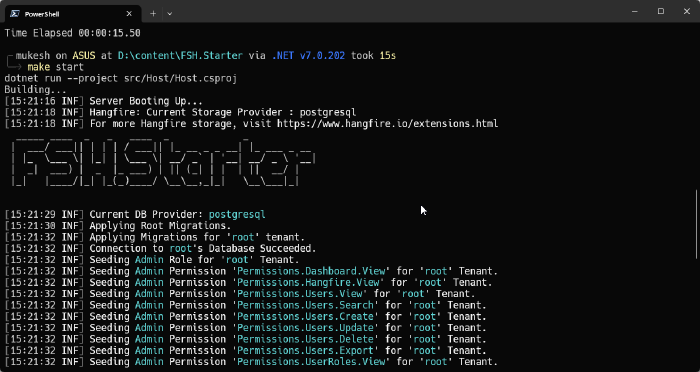 PowerShell
Time Elapsed 00:00:15.50
mukesh on ASUS at D:\content\FSH.Starter via .NET v7.0.202 took 15s
make start
dotnet run --project src/Host/Host.csproj
Building...
[15:21:16 INF] Server Booting Up...
[15:21:18 INF] Hangfire: Current Storage Provider : postgresql
[15:21:18 INF] For more Hangfire storage, visit https://www.hangfire.io/extensions.html
FSH.Starter
[15:21:29 INF] Current DB Provider: postgresql
[15:21:30 INF] Applying Root Migrations.
[15:21:32 INF] Applying Migrations for 'root' tenant.
[15:21:32 INF] Connection to root's Database Succeeded.
[15:21:32 INF] Seeding Admin Role for 'root' Tenant.
[15:21:32 INF] Seeding Admin Permission 'Permissions.Dashboard.View' for 'root' Tenant.
[15:21:32 INF] Seeding Admin Permission 'Permissions.Hangfire.View' for 'root' Tenant.
[15:21:32 INF] Seeding Admin Permission 'Permissions.Users.View' for 'root' Tenant.
[15:21:32 INF] Seeding Admin Permission 'Permissions.Users.Search' for 'root' Tenant.
[15:21:32 INF] Seeding Admin Permission 'Permissions.Users.Create' for 'root' Tenant.
[15:21:32 INF] Seeding Admin Permission 'Permissions.Users.Update' for 'root' Tenant.
[15:21:32 INF] Seeding Admin Permission 'Permissions.Users.Delete' for 'root' Tenant.
[15:21:32 INF] Seeding Admin Permission 'Permissions.Users.Export' for 'root' Tenant.
[15:21:32 INF] Seeding Admin Permission 'Permissions.UserRoles.View' for 'root' Tenant.